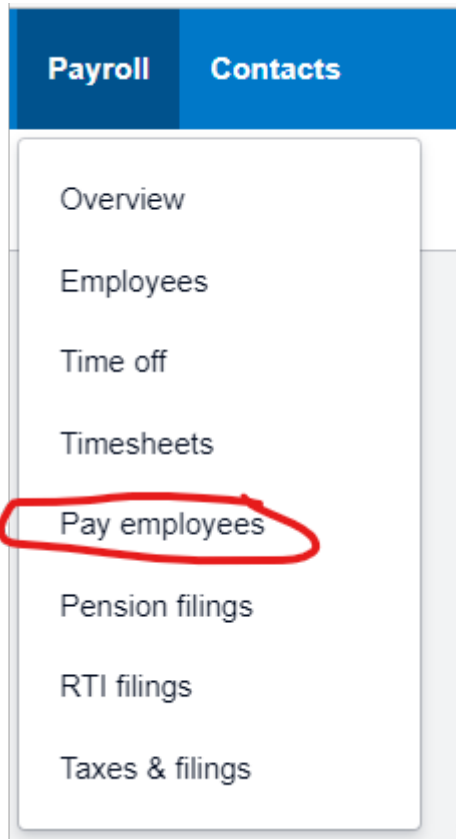 Payroll Contacts
Overview
Employees
Time off
Timesheets
Pay employees
Pension filings
RTI filings
Taxes & filings